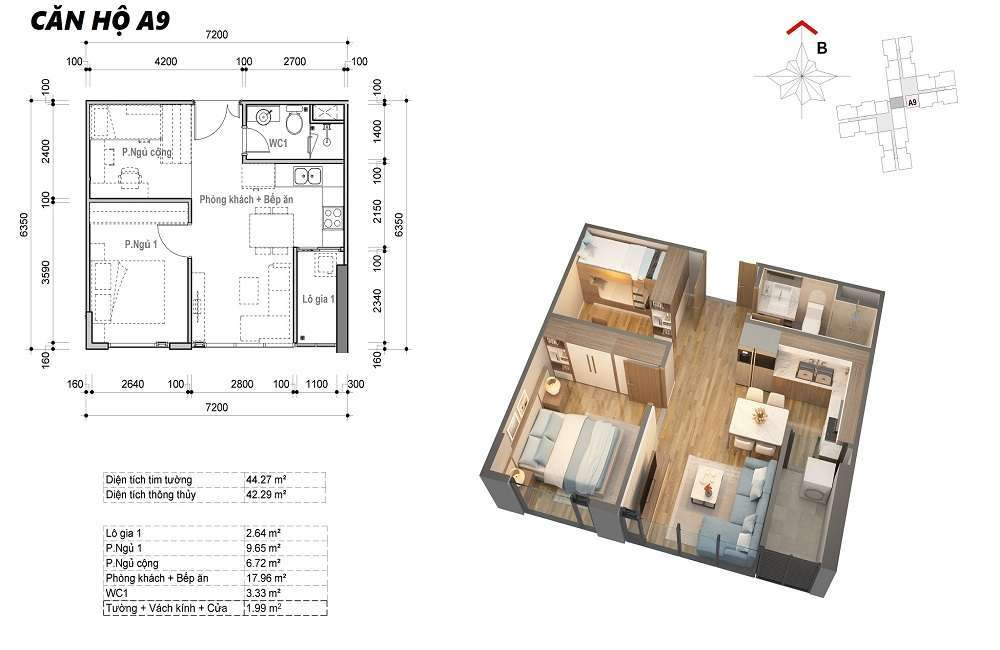 CĂN HỘ A9
7200
100 4200 100 2700 100
B
A9
100
2400
100
3590
160
6350
100
1400
100
2150
100
2340
160
6350
WC1
P.Ngủ cộng
Phòng khách + Bếp ăn
P.Ngủ 1
Lô gia 1
160 2640 100 2800 100 1100 300
7200
Diện tích tim tường 44.27 m²
Diện tích thông thủy 42.29 m²
Lô gia 1 2.64 m²
P.Ngủ 1 9.65 m²
P.Ngủ cộng 6.72 m²
Phòng khách + Bếp ăn 17.96 m²
WC1 3.33 m²
Tường + Vách kính + Cửa 1.99 m²